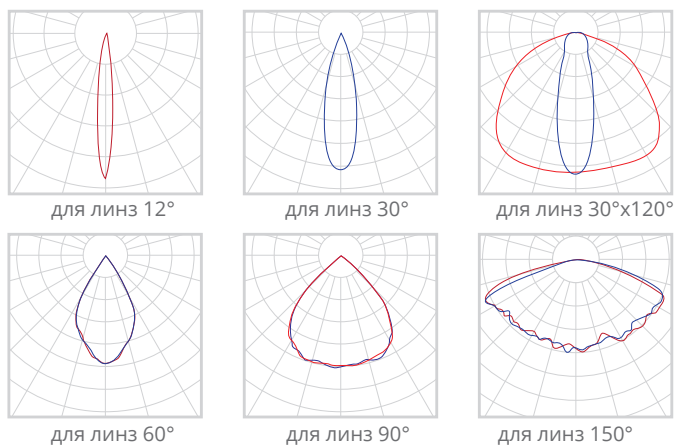 для линз 12°
для линз 30°
для линз 30°x120°
для линз 60°
для линз 90°
для линз 150°